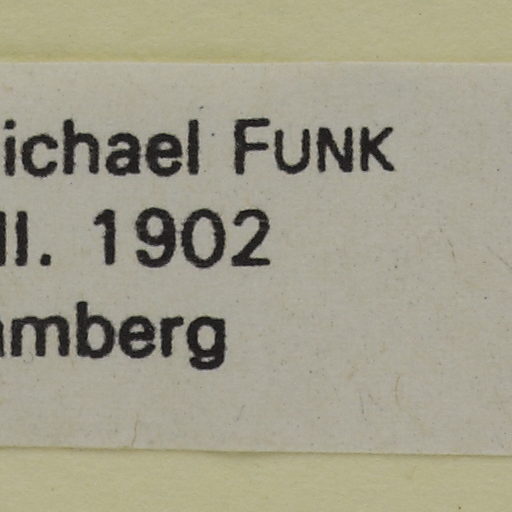 ichael FUNK
II. 1902
amberg